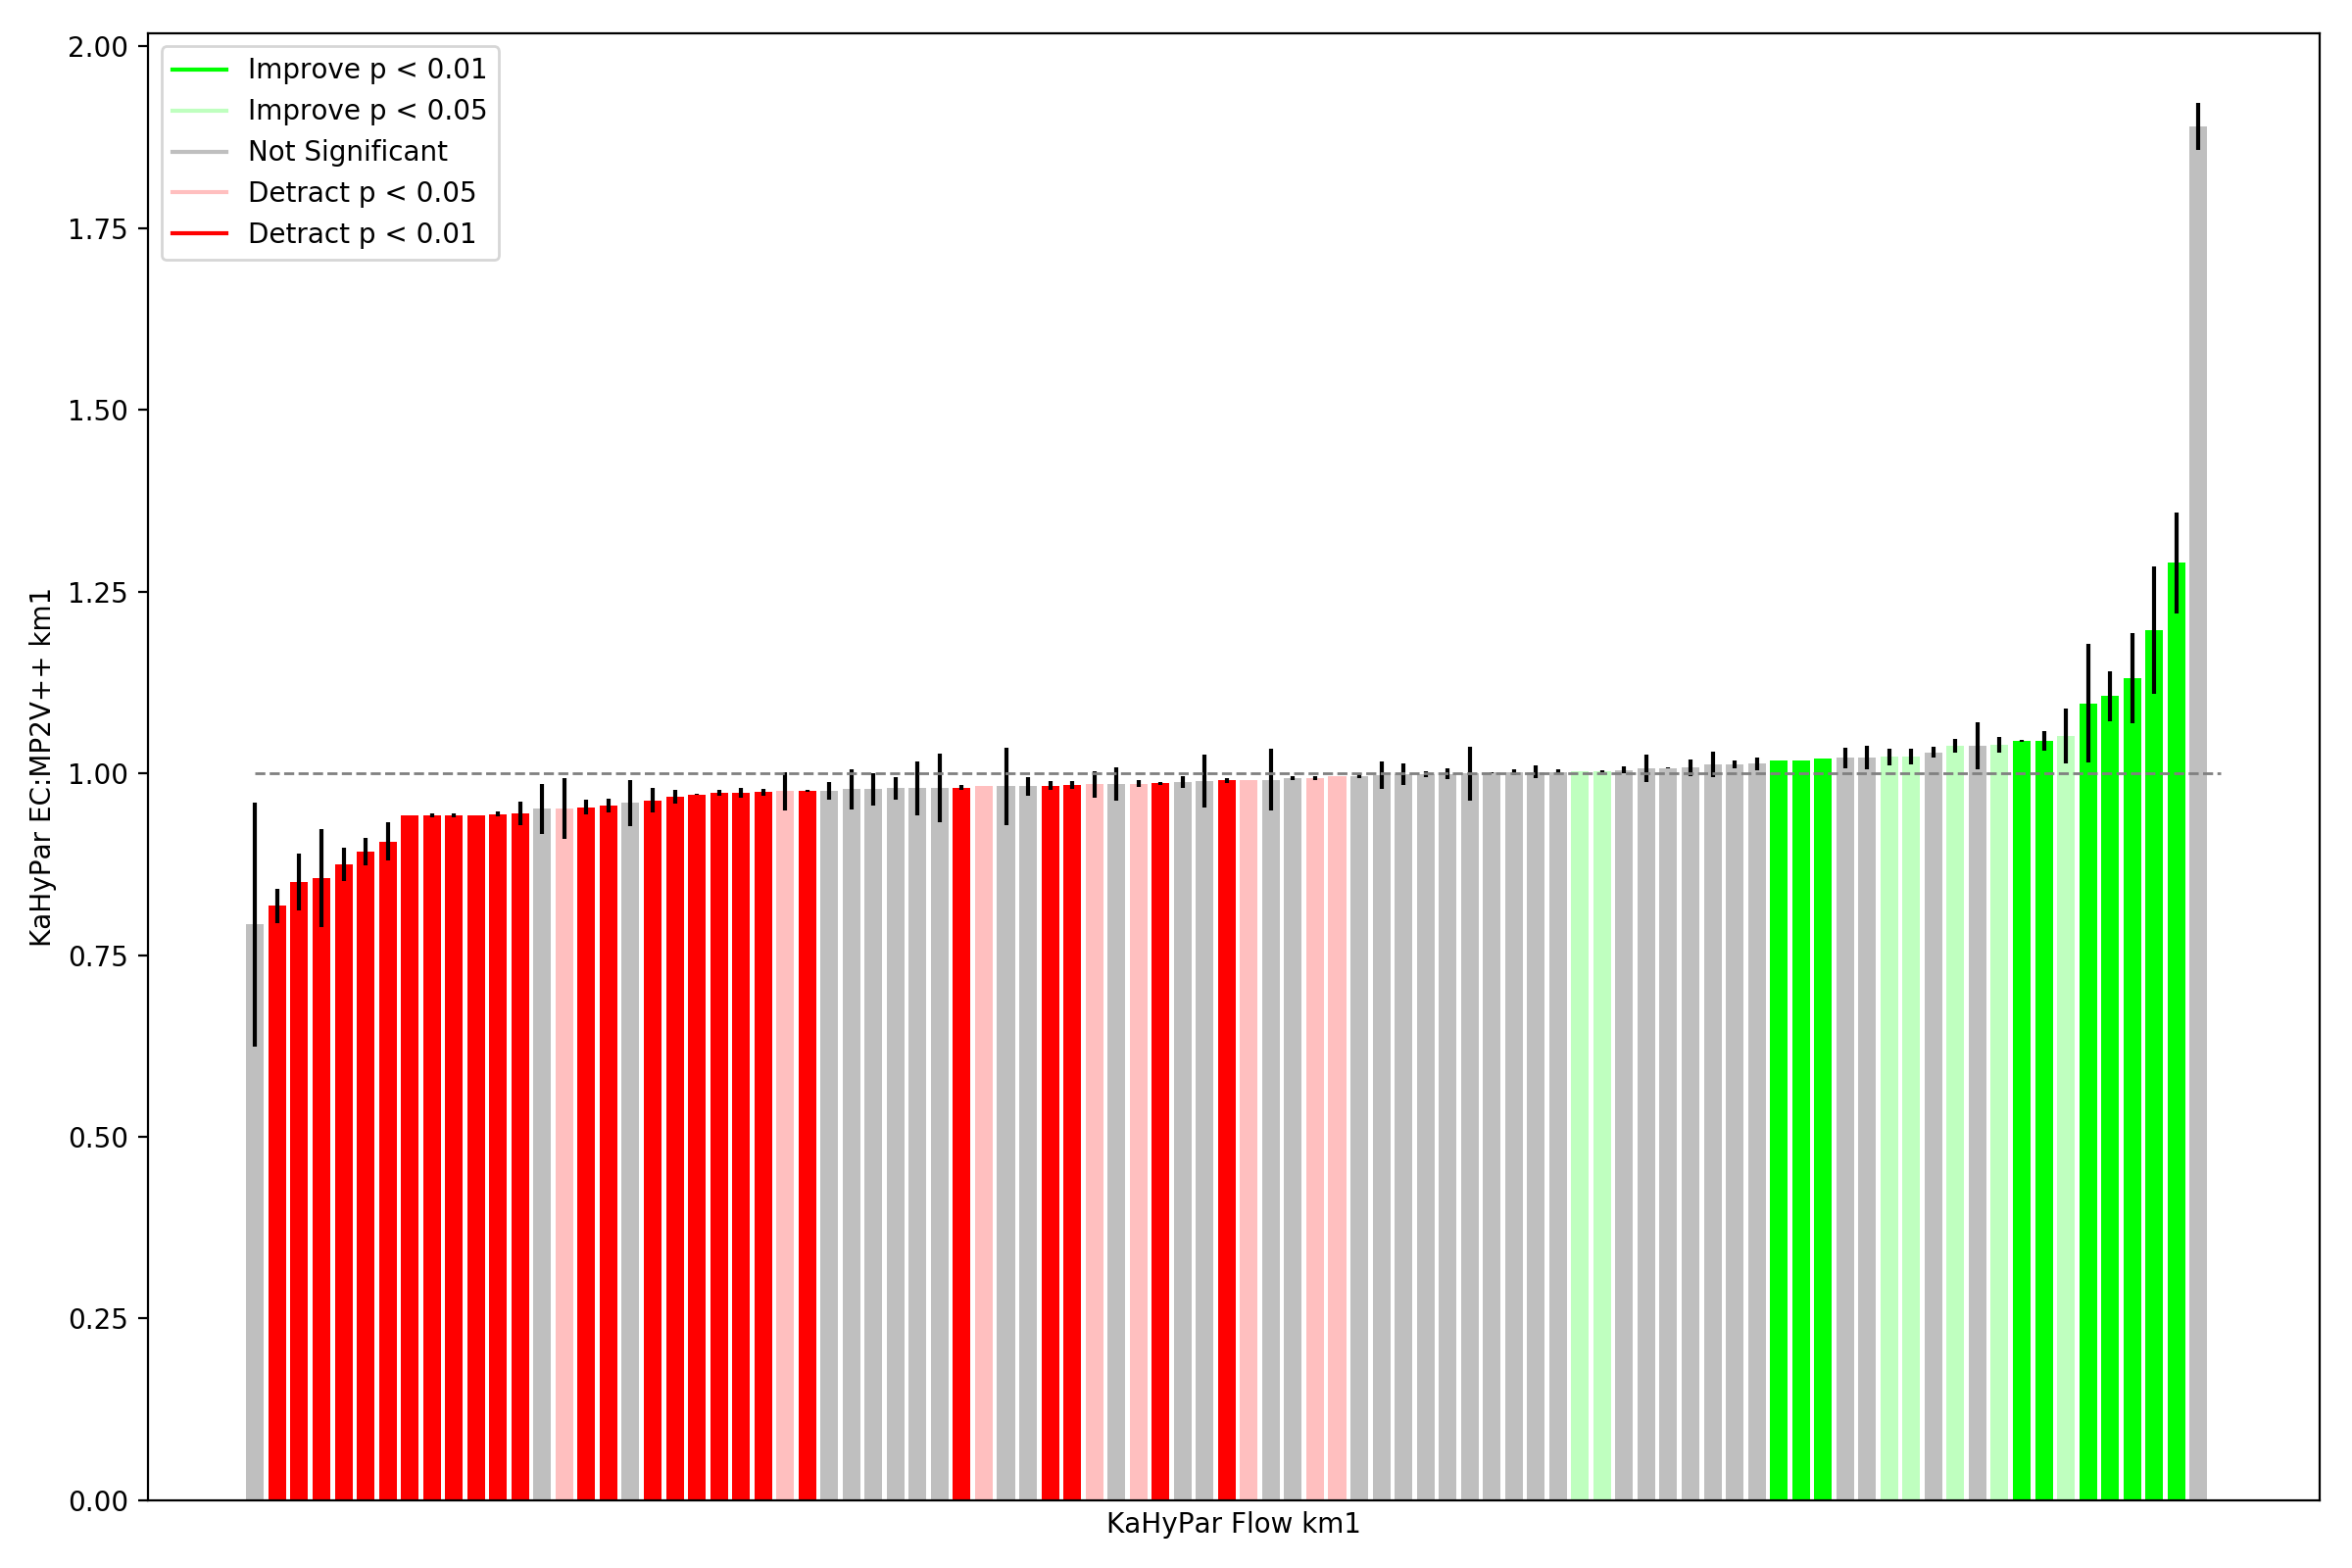 2.00
1.75
1.50
1.25
1.00
0.75
0.50
0.25
0.00
Improve p < 0.01
Improve p < 0.05
Not Significant
Detract p < 0.05
Detract p < 0.01
KaHyPar EC:MP2V++ km1
KaHyPar Flow km1